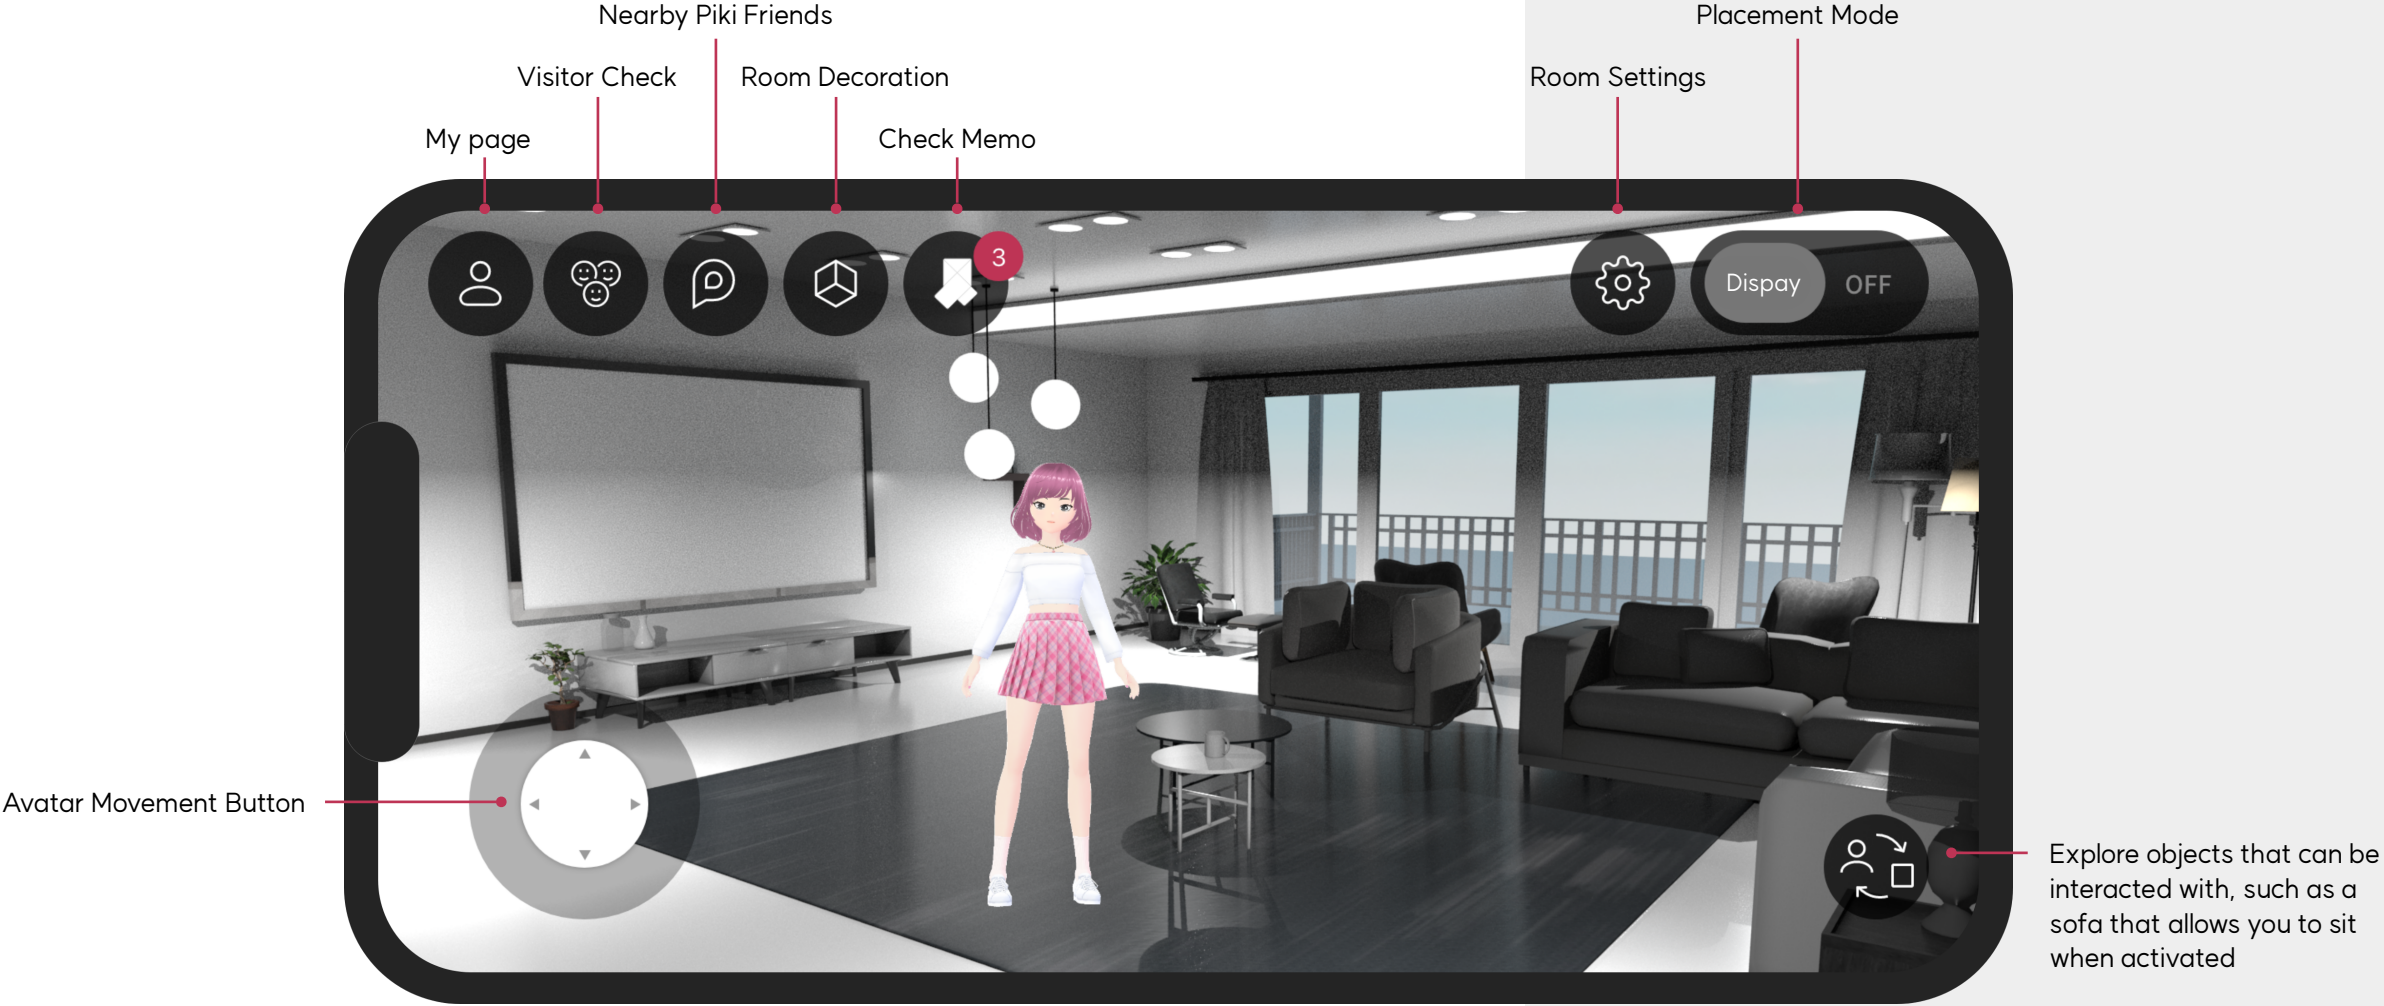 Nearby Piki Friends
Placement Mode
Visitor Check
Room Decoration
Room Settings
My page
Check Memo
3
Dispay
OFF
Avatar Movement Button
Explore objects that can be
interacted with, such as a
sofa that allows you to sit
when activated